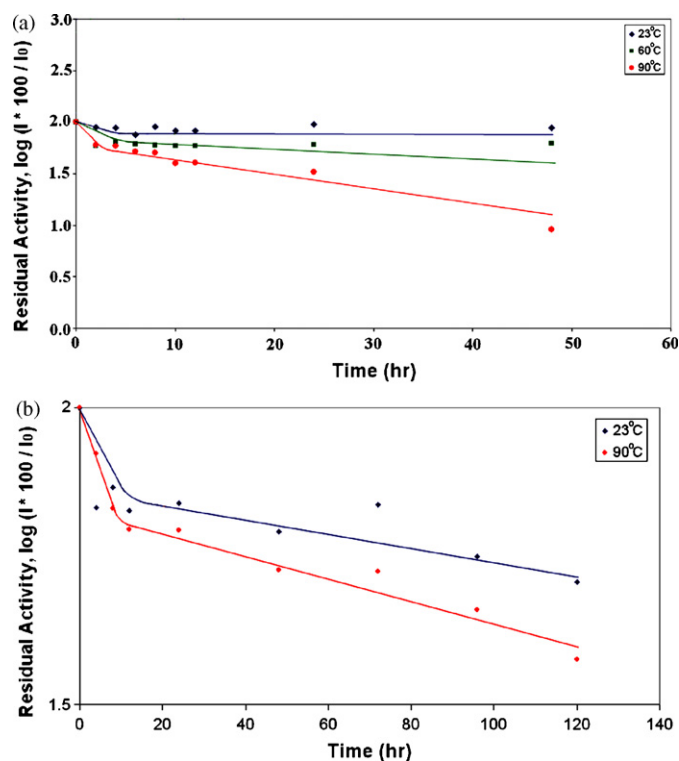 (a)
3.0
2.5
2.0
1.5
1.0
0.5
0.0
0 10 20 30 40 50 60
Residual Activity, log (I * 100 / I0)
Time (hr)
23°C
60°C
90°C
(b)
2
1.5
0 20 40 60 80 100 120 140
Residual Activity, log (I * 100 / I0)
Time (hr)
23°C
90°C